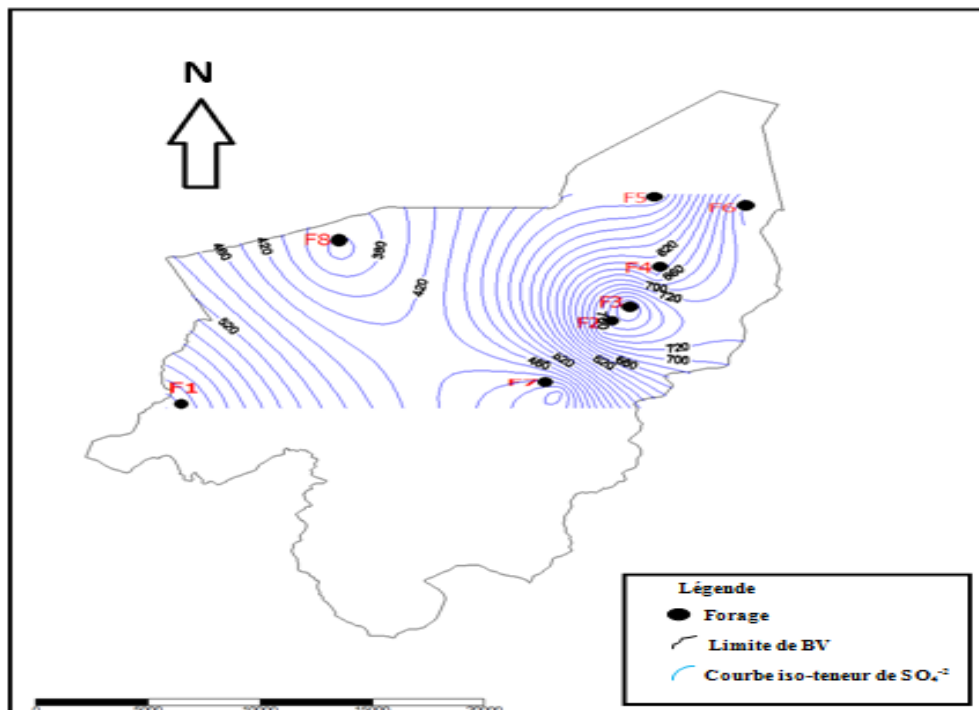 N
F5
F6
F8
460
420
380
420
620
F4
660
700
720
F3
F2
520
720
700
460
520
620
660
F7
F1
Légende
Forage
Limite de BV
Courbe iso-teneur de SO₄⁻²